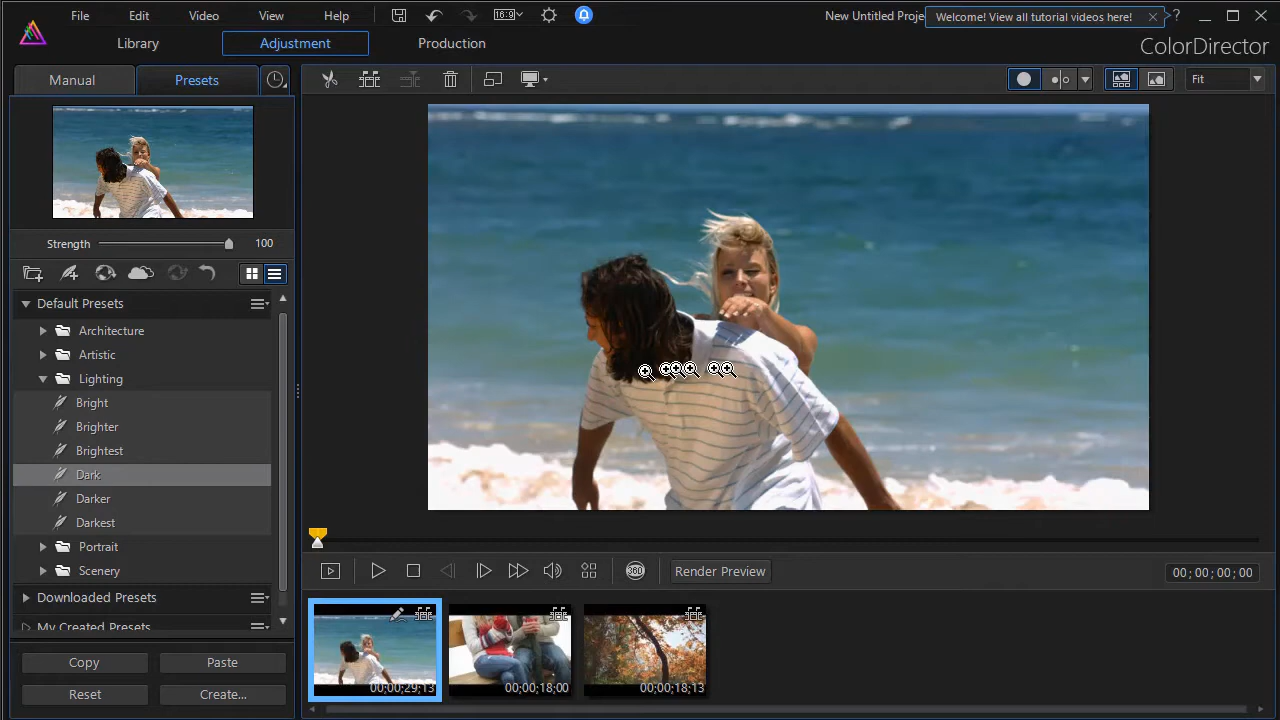 File Edit Video View Help 16:9 New Untitled Proje Welcome! View all tutorial videos here! ?
Library Adjustment Production ColorDirector
Manual Presets Fit
Strength 100
Default Presets
Architecture
Artistic
Lighting
Bright
Brighter
Brightest
Dark
Darker
Darkest
Portrait
Scenery
Downloaded Presets
My Created Presets
Copy Paste
Reset Create...
360 Render Preview 00;00;00;00
00;00;29;13 00;00;18;00 00;00;18;13